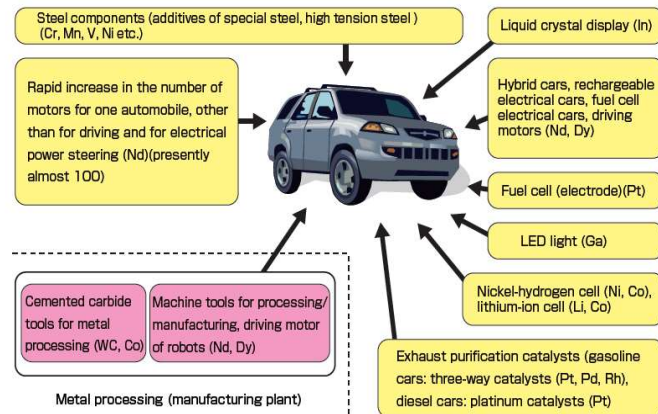 Steel components (additives of special steel, high tension steel)
(Cr, Mn, V, Ni etc.)
Liquid crystal display (In)
Rapid increase in the number of
motors for one automobile, other
than for driving and for electrical
power steering (Nd)(presently
almost 100)
Hybrid cars, rechargeable
electrical cars, fuel cell
electrical cars, driving
motors (Nd, Dy)
Fuel cell (electrode)(Pt)
LED light (Ga)
Nickel-hydrogen cell (Ni, Co),
lithium-ion cell (Li, Co)
Exhaust purification catalysts (gasoline
cars: three-way catalysts (Pt, Pd, Rh),
diesel cars: platinum catalysts (Pt)
Cemented carbide
tools for metal
processing (WC, Co)
Machine tools for processing/
manufacturing, driving motor
of robots (Nd, Dy)
Metal processing (manufacturing plant)